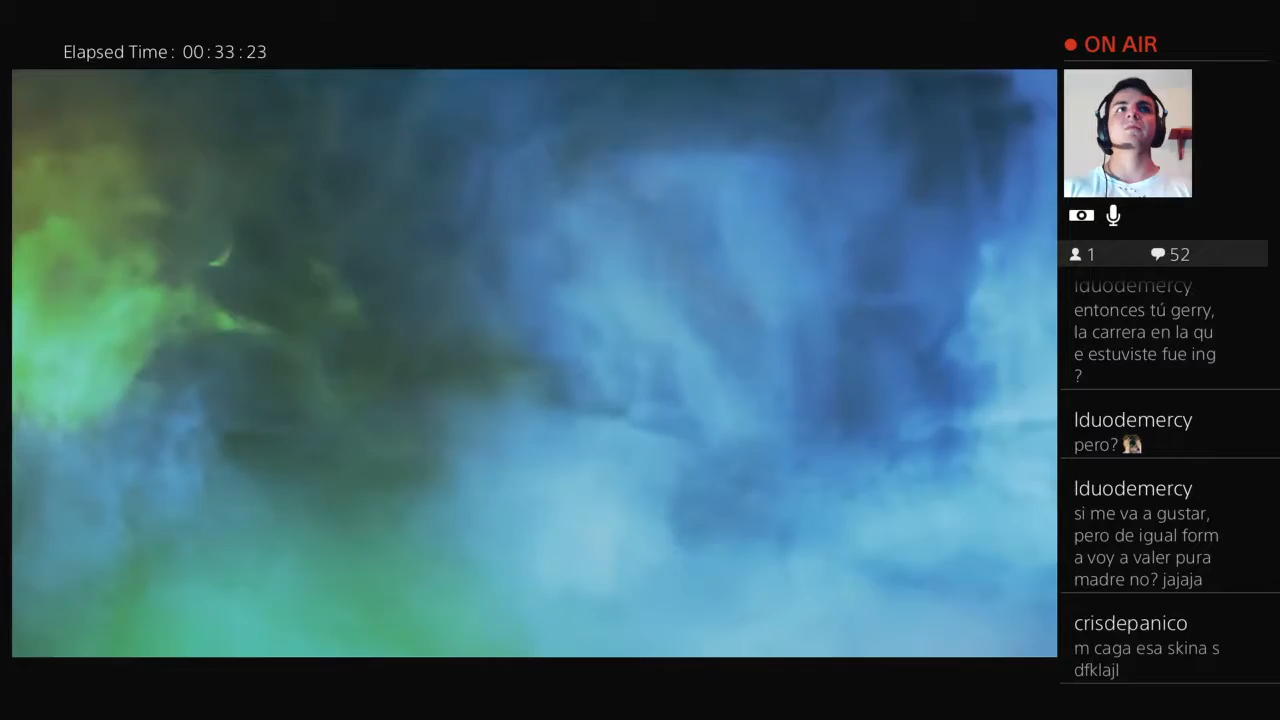 Elapsed Time: 00:33:23
ON AIR
1
52
lduodemercy
entonces tú gerry,
la carrera en la qu
e estuviste fue ing
?
lduodemercy
pero?
lduodemercy
si me va a gustar,
pero de igual form
a voy a valer pura
madre no? jajaja
crisdepanico
m caga esa skina s
dfklajl